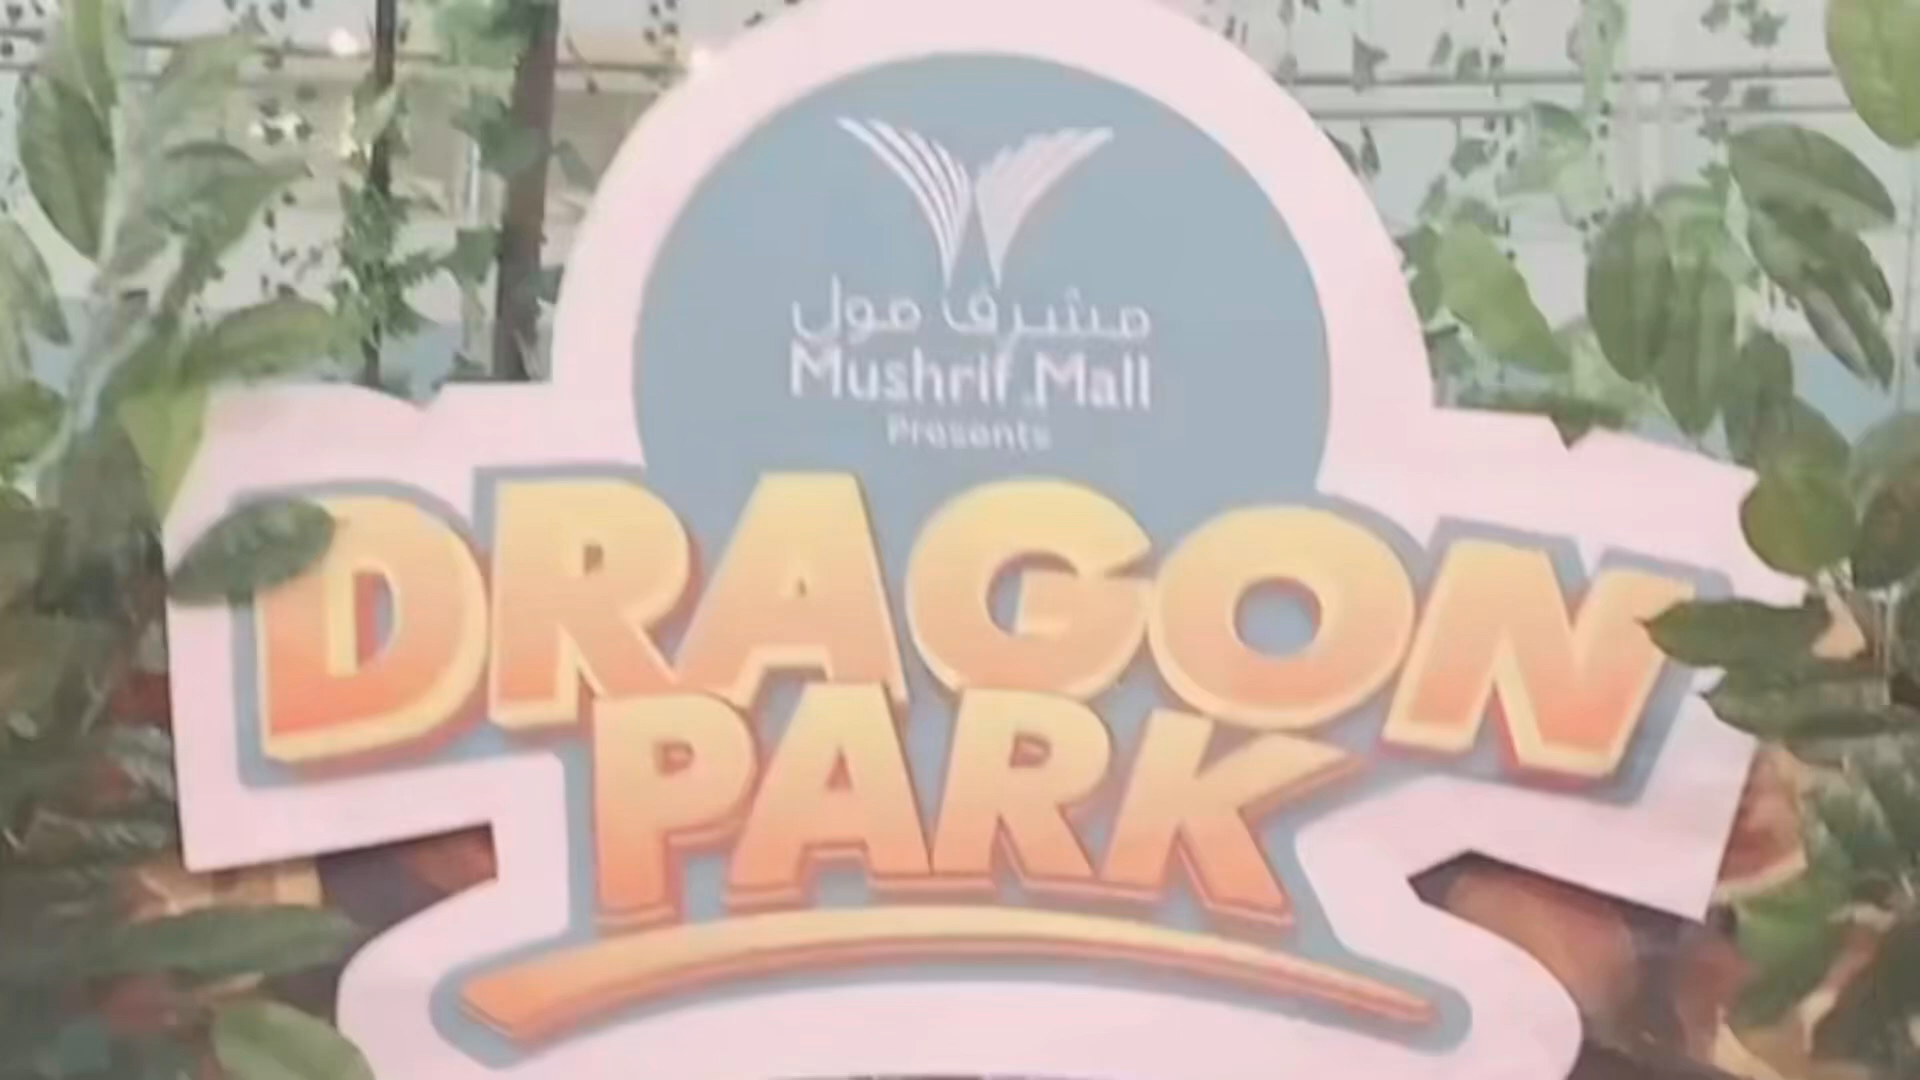 مشرف مول
Mushrif Mall
Presents
DRAGON
PARK